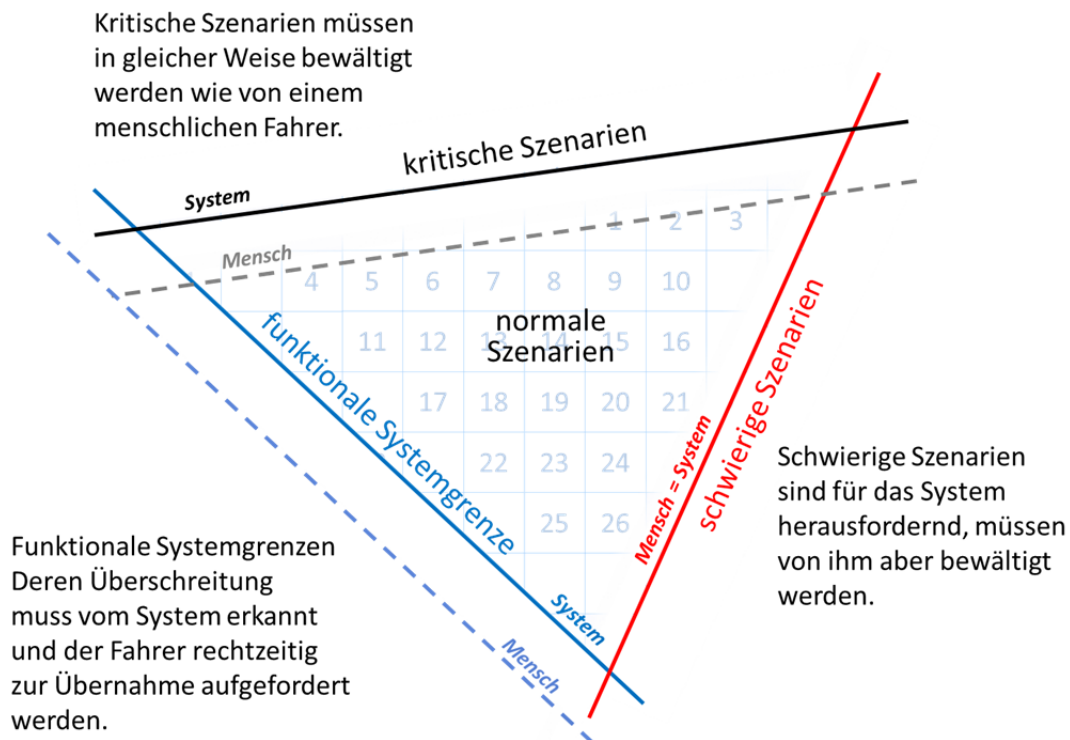 Kritische Szenarien müssen
in gleicher Weise bewältigt
werden wie von einem
menschlichen Fahrer.
kritische Szenarien
System
Mensch
1 2 3
4 5 6 7 8 9 10
normale
Szenarien
11 12 13 14 15 16
17 18 19 20 21
22 23 24
25 26
funktionale Systemgrenze
System
Mensch
Mensch = System
schwierige Szenarien
Schwierige Szenarien
sind für das System
herausfordernd, müssen
von ihm aber bewältigt
werden.
Funktionale Systemgrenzen
Deren Überschreitung
muss vom System erkannt
und der Fahrer rechtzeitig
zur Übernahme aufgefordert
werden.